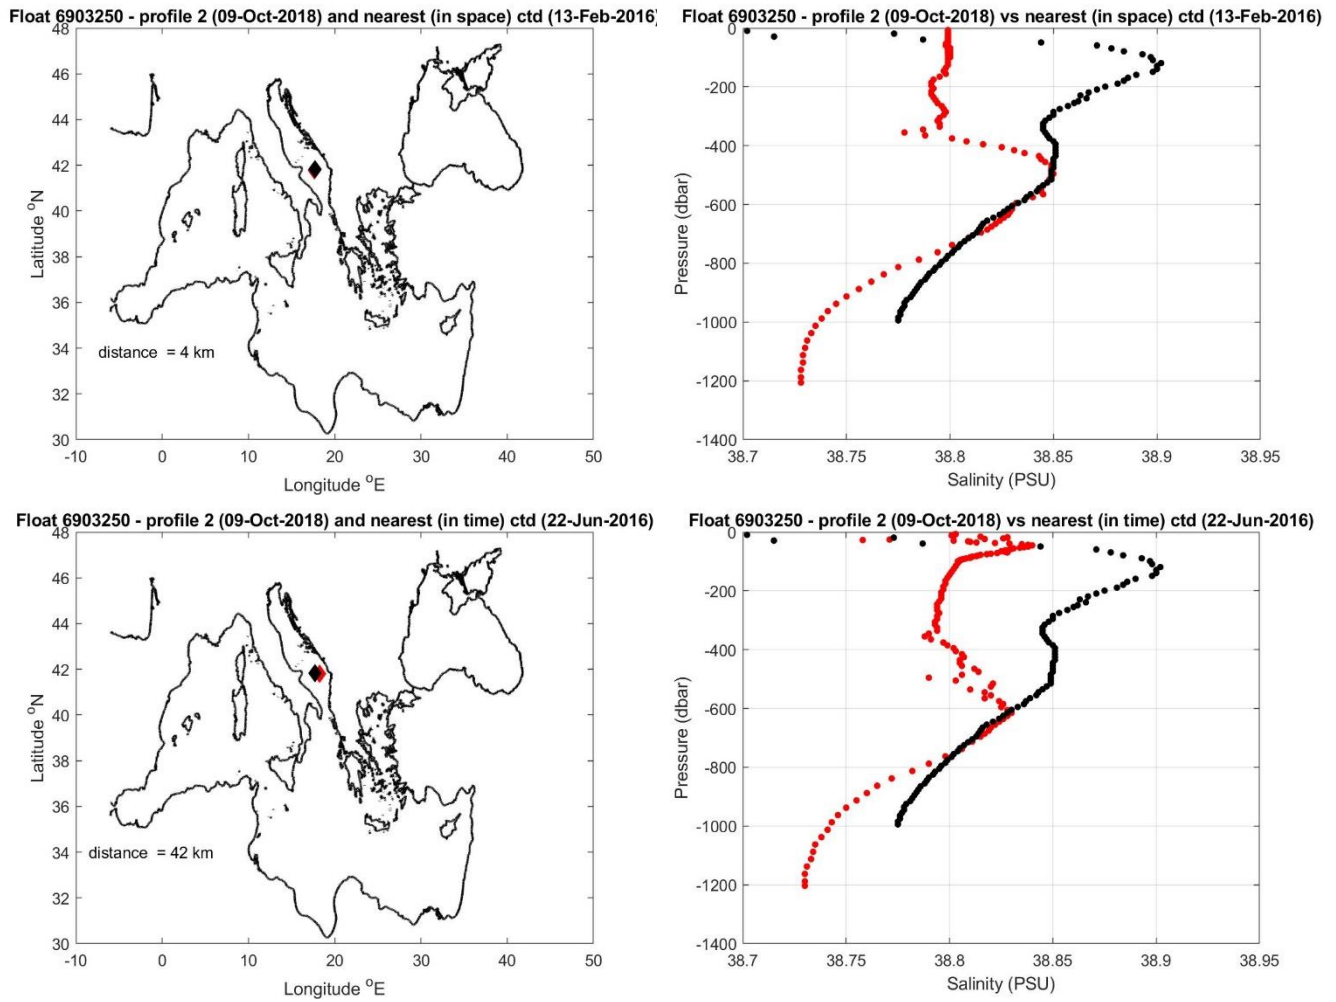 Float 6903250 - profile 2 (09-Oct-2018) and nearest (in space) ctd (13-Feb-2016)
48
46
44
42
40
38
36
34
32
30
Latitude °N
distance = 4 km
-10 0 10 20 30 40 50
Longitude °E
Float 6903250 - profile 2 (09-Oct-2018) vs nearest (in space) ctd (13-Feb-2016)
0
-200
-400
-600
-800
-1000
-1200
-1400
Pressure (dbar)
38.7 38.75 38.8 38.85 38.9 38.95
Salinity (PSU)
Float 6903250 - profile 2 (09-Oct-2018) and nearest (in time) ctd (22-Jun-2016)
48
46
44
42
40
38
36
34
32
30
Latitude °N
distance = 42 km
-10 0 10 20 30 40 50
Longitude °E
Float 6903250 - profile 2 (09-Oct-2018) vs nearest (in time) ctd (22-Jun-2016)
0
-200
-400
-600
-800
-1000
-1200
-1400
Pressure (dbar)
38.7 38.75 38.8 38.85 38.9 38.95
Salinity (PSU)